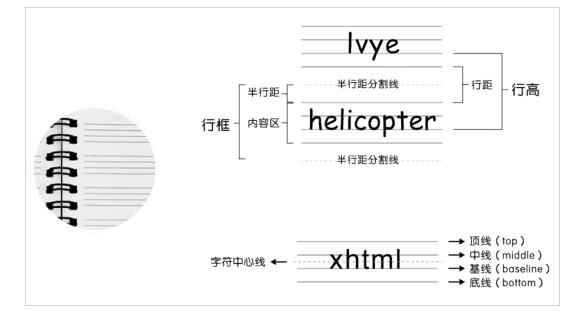 lvye
半行距分割线
行距
行高
半行距
行框
内容区
helicopter
半行距分割线
字符中心线
xhtml
顶线（top）
中线（middle）
基线（baseline）
底线（bottom）